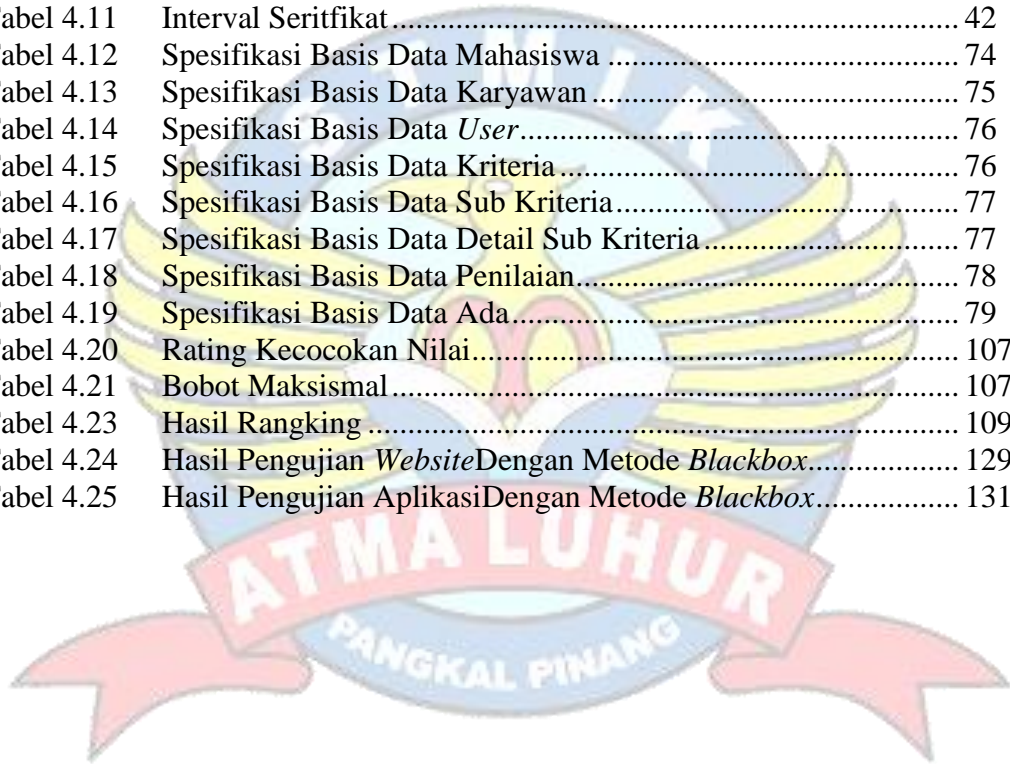 abel 4.11 Interval Seritfikat........................................................................ 42
abel 4.12 Spesifikasi Basis Data Mahasiswa ................................................ 74
abel 4.13 Spesifikasi Basis Data Karyawan .................................................. 75
abel 4.14 Spesifikasi Basis Data User........................................................... 76
abel 4.15 Spesifikasi Basis Data Kriteria ...................................................... 76
abel 4.16 Spesifikasi Basis Data Sub Kriteria............................................... 77
abel 4.17 Spesifikasi Basis Data Detail Sub Kriteria.................................... 77
abel 4.18 Spesifikasi Basis Data Penilaian.................................................... 78
abel 4.19 Spesifikasi Basis Data Ada............................................................ 79
abel 4.20 Rating Kecocokan Nilai................................................................. 107
abel 4.21 Bobot Maksismal........................................................................... 107
abel 4.23 Hasil Rangking .............................................................................. 109
abel 4.24 Hasil Pengujian WebsiteDengan Metode Blackbox................... 129
abel 4.25 Hasil Pengujian AplikasiDengan Metode Blackbox.................. 131
STMIK
ATMA LUHUR
PANGKAL PINANG